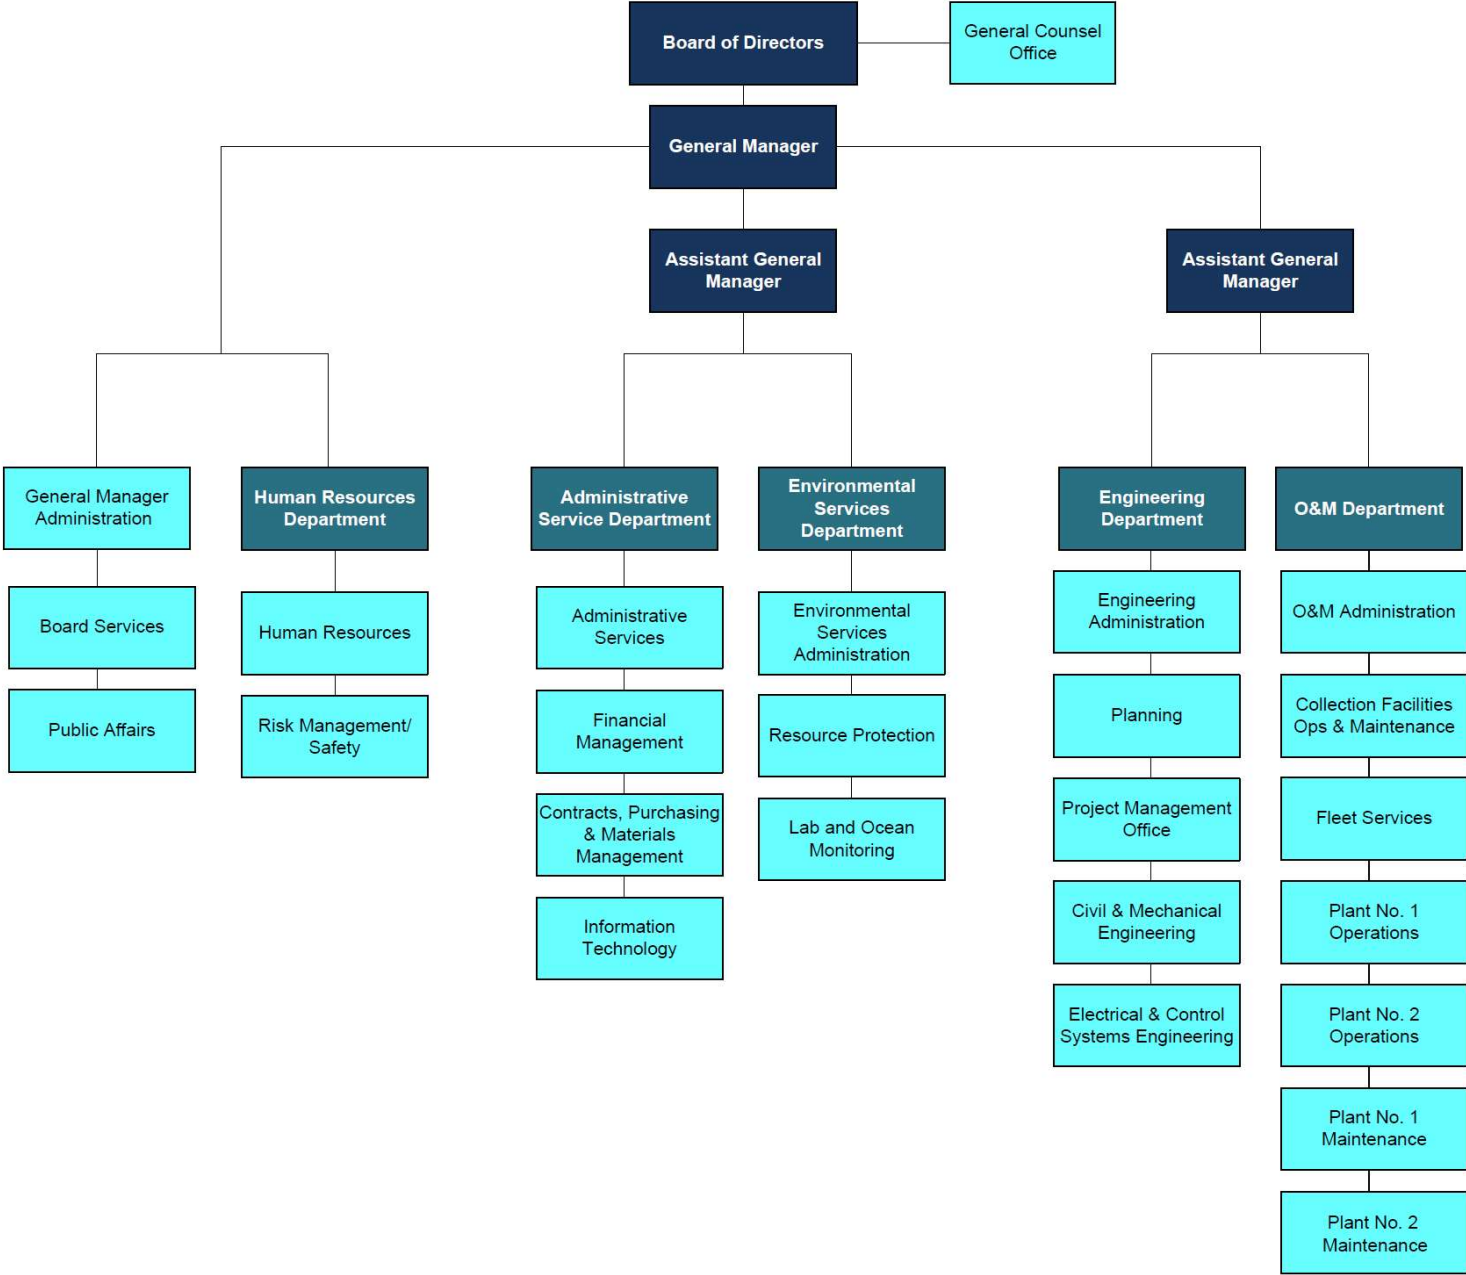 Board of Directors
General Counsel
Office
General Manager
Assistant General
Manager
Assistant General
Manager
General Manager
Administration
Board Services
Public Affairs
Human Resources
Department
Human Resources
Risk Management/
Safety
Administrative
Service Department
Administrative
Services
Financial
Management
Contracts, Purchasing
& Materials
Management
Information
Technology
Environmental
Services
Department
Environmental
Services
Administration
Resource Protection
Lab and Ocean
Monitoring
Engineering
Department
Engineering
Administration
Planning
Project Management
Office
Civil & Mechanical
Engineering
Electrical & Control
Systems Engineering
O&M Department
O&M Administration
Collection Facilities
Ops & Maintenance
Fleet Services
Plant No. 1
Operations
Plant No. 2
Operations
Plant No. 1
Maintenance
Plant No. 2
Maintenance